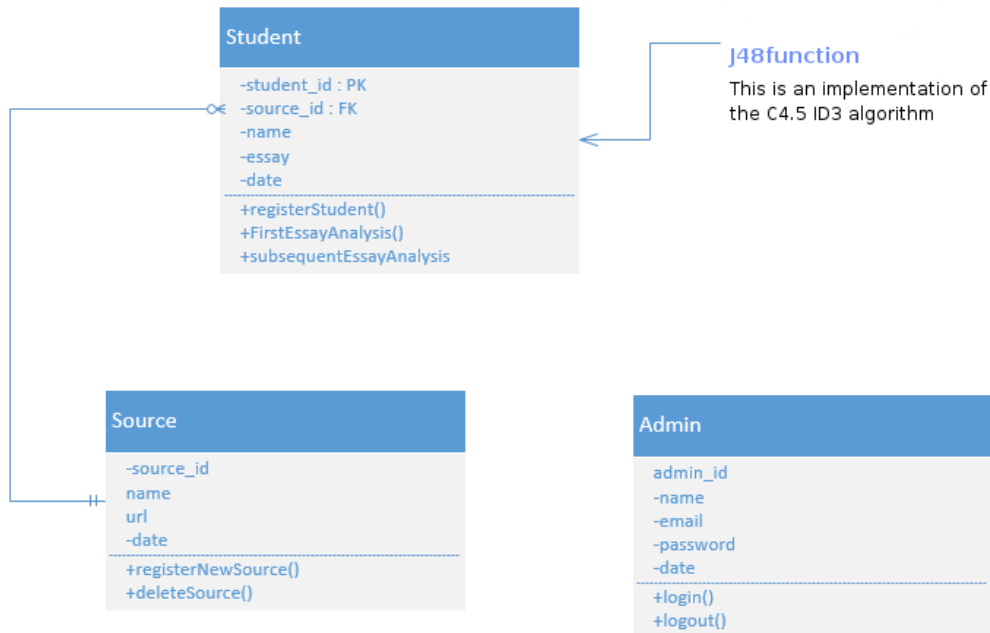 Student
-student_id : PK
-source_id : FK
-name
-essay
-date
+registerStudent()
+FirstEssayAnalysis()
+subsequentEssayAnalysis
J48function
This is an implementation of
the C4.5 ID3 algorithm
Source
-source_id
name
url
-date
+registerNewSource()
+deleteSource()
Admin
admin_id
-name
-email
-password
-date
+login()
+logout()